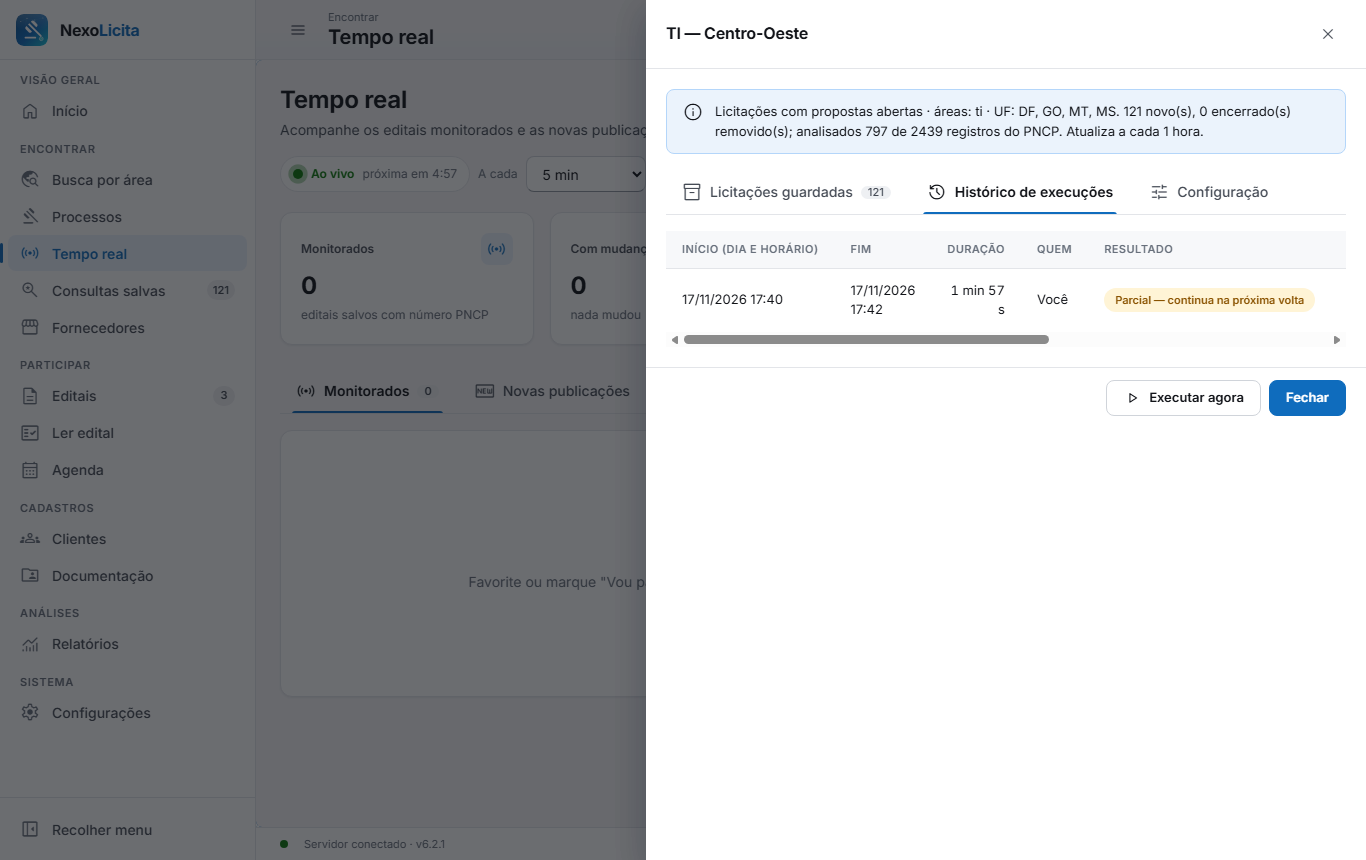 NexoLicita
VISÃO GERAL
Início
ENCONTRAR
Busca por área
Processos
Tempo real
Consultas salvas 121
Fornecedores
PARTICIPAR
Editais 3
Ler edital
Agenda
CADASTROS
Clientes
Documentação
ANÁLISES
Relatórios
SISTEMA
Configurações
Recolher menu
Encontrar
Tempo real
Tempo real
Acompanhe os editais monitorados e as novas publicaç
Ao vivo próxima em 4:57 A cada 5 min
Monitorados
0
editais salvos com número PNCP
Com mudanç
0
nada mudou
Monitorados 0 NEW Novas publicações
Favorite ou marque "Vou p
Servidor conectado · v6.2.1
TI — Centro-Oeste
Licitações com propostas abertas · áreas: ti · UF: DF, GO, MT, MS. 121 novo(s), 0 encerrado(s)
removido(s); analisados 797 de 2439 registros do PNCP. Atualiza a cada 1 hora.
Licitações guardadas 121 Histórico de execuções Configuração
INÍCIO (DIA E HORÁRIO) FIM DURAÇÃO QUEM RESULTADO
17/11/2026 17:40 17/11/2026 17:42 1 min 57 s Você Parcial — continua na próxima volta
Executar agora Fechar